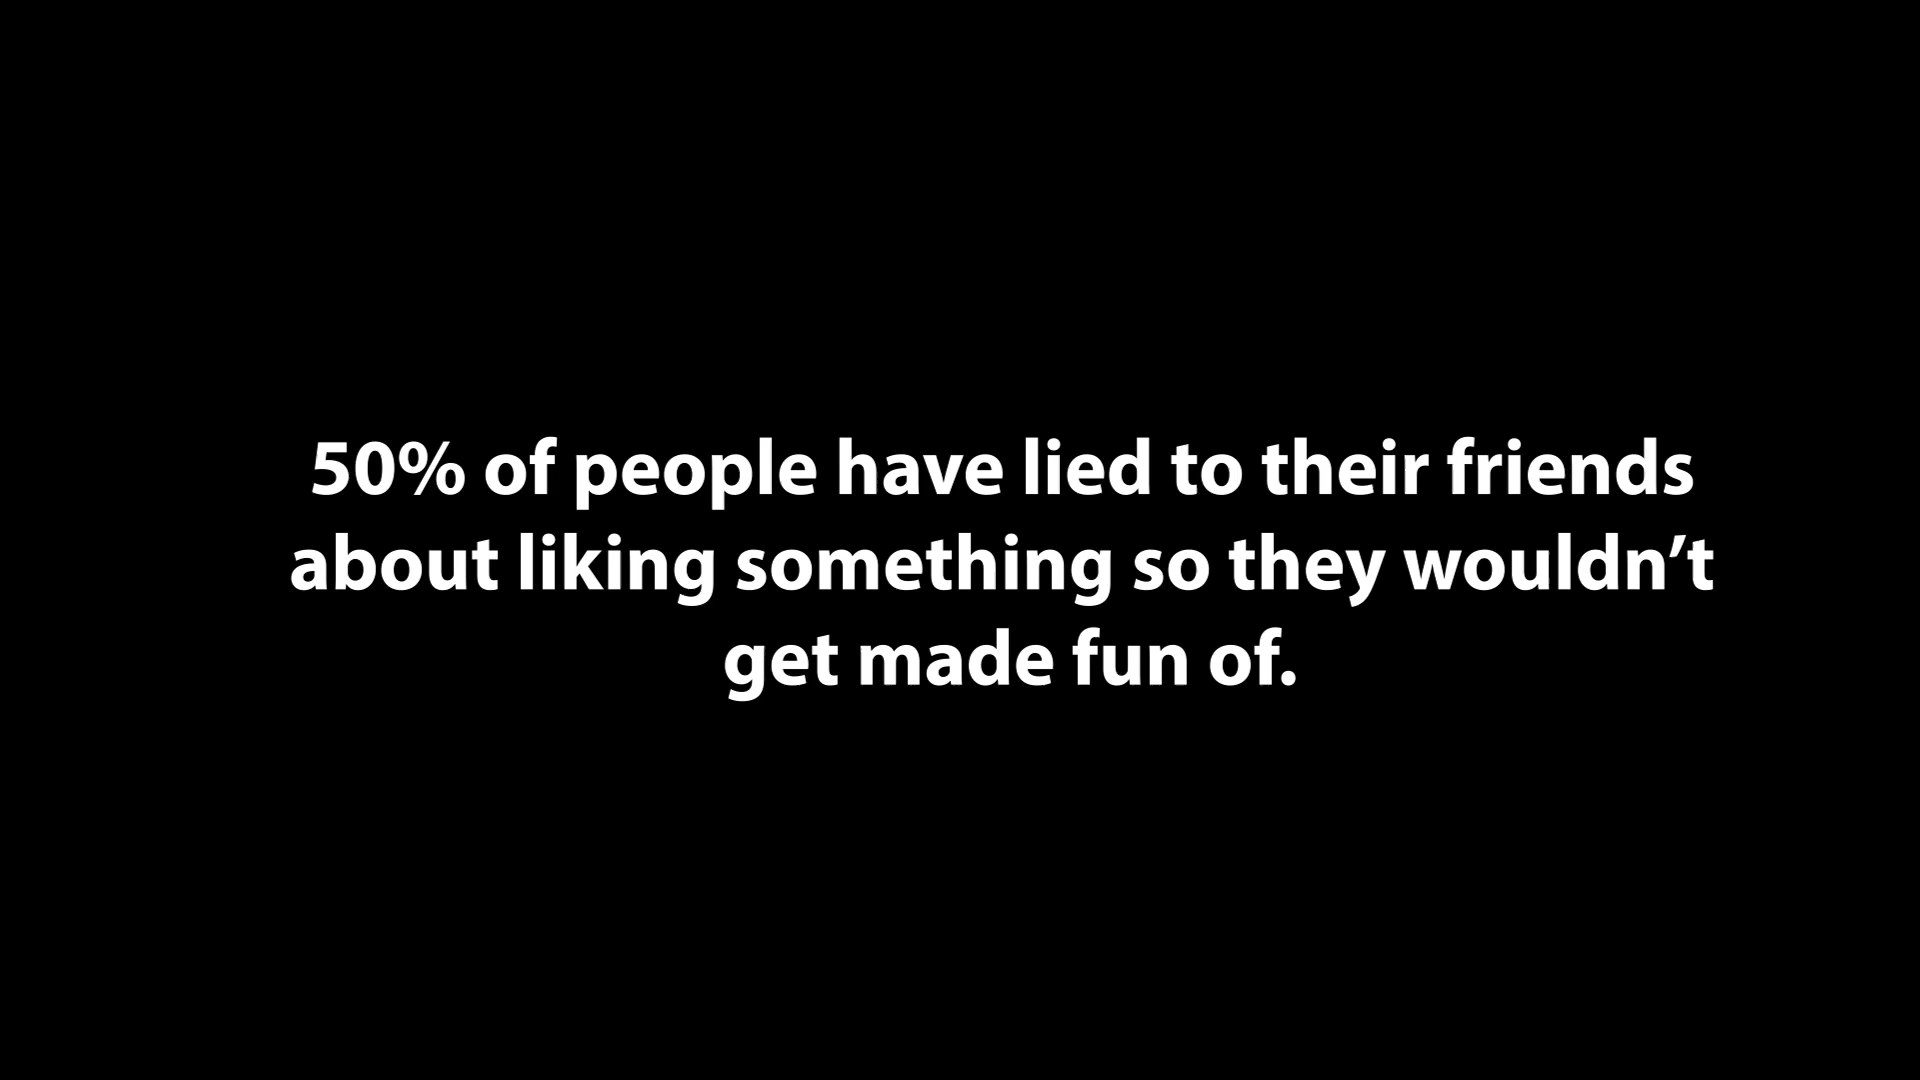 50% of people have lied to their friends
about liking something so they wouldn’t
get made fun of.